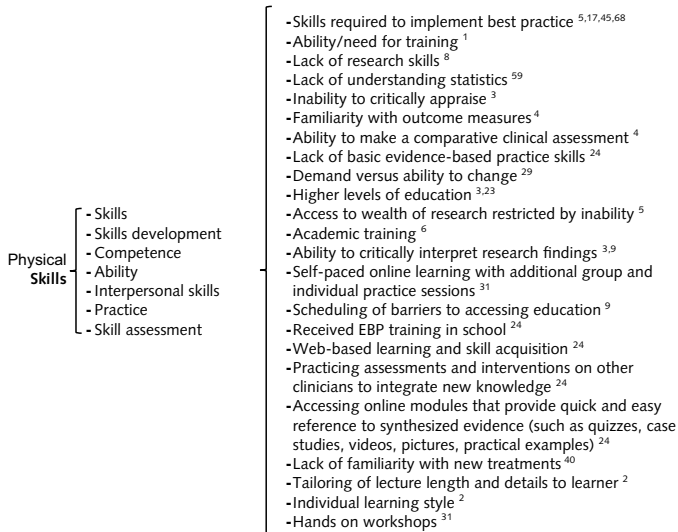 Physical
Skills
- Skills
- Skills development
- Competence
- Ability
- Interpersonal skills
- Practice
- Skill assessment
-Skills required to implement best practice 5,17,45,68
-Ability/need for training 1
-Lack of research skills 8
-Lack of understanding statistics 59
-Inability to critically appraise 3
-Familiarity with outcome measures 4
-Ability to make a comparative clinical assessment 4
-Lack of basic evidence-based practice skills 24
-Demand versus ability to change 29
-Higher levels of education 3,23
-Access to wealth of research restricted by inability 5
-Academic training 6
-Ability to critically interpret research findings 3,9
-Self-paced online learning with additional group and
individual practice sessions 31
-Scheduling of barriers to accessing education 9
-Received EBP training in school 24
-Web-based learning and skill acquisition 24
-Practicing assessments and interventions on other
clinicians to integrate new knowledge 24
-Accessing online modules that provide quick and easy
reference to synthesized evidence (such as quizzes, case
studies, videos, pictures, practical examples) 24
-Lack of familiarity with new treatments 40
-Tailoring of lecture length and details to learner 2
-Individual learning style 2
-Hands on workshops 31